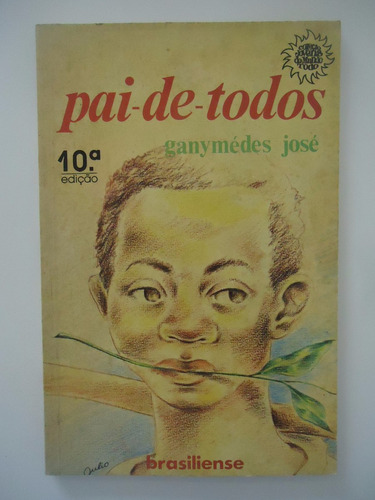 pai-de-todos
ganymédes josé
10ª
edição
brasiliense